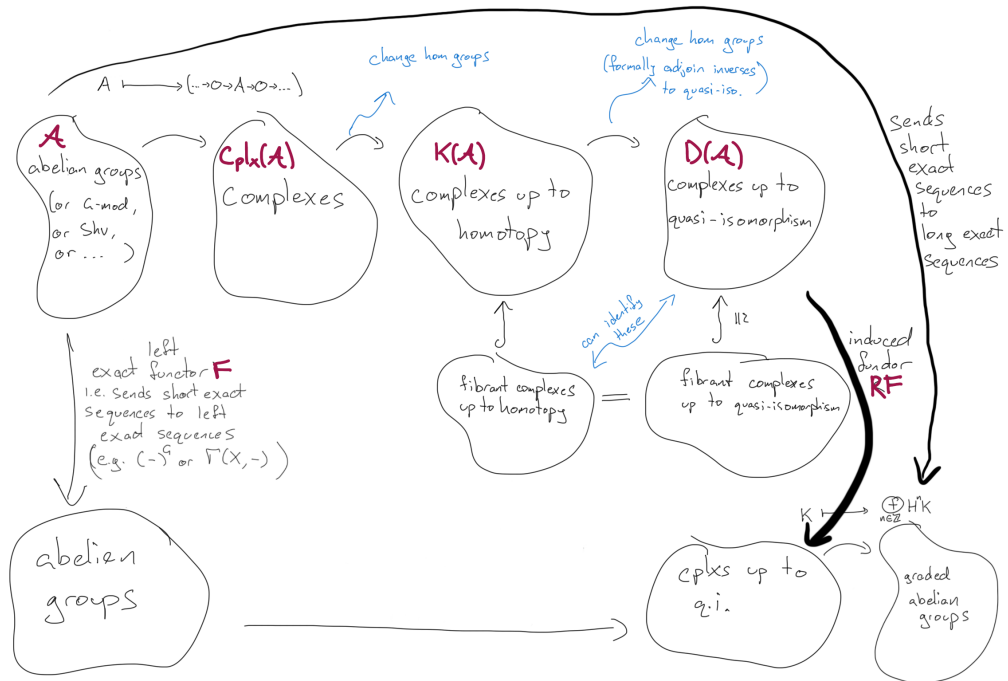 change hom groups
change hom groups
(formally adjoin inverses
to quasi-iso.)
A ↦ (…→0→A→0→…)
A
abelian groups
(or G-mod,
or Shv,
or ... )
Cplx(A)
Complexes
K(A)
complexes up to
homotopy
D(A)
complexes up to
quasi-isomorphism
Sends
short
exact
sequences
to
long exact
sequences
left
exact functor F
i.e. sends short exact
sequences to left
exact sequences
(e.g. (-)^G or Γ(X,-) )
can identify
these
fibrant complexes
up to homotopy
=
fibrant complexes
up to quasi-isomorphism
induced
functor
RF
abelian
groups
cplxs up to
q.i.
K ↦ ⊕ HⁿK
n∈ℤ
graded
abelian
groups